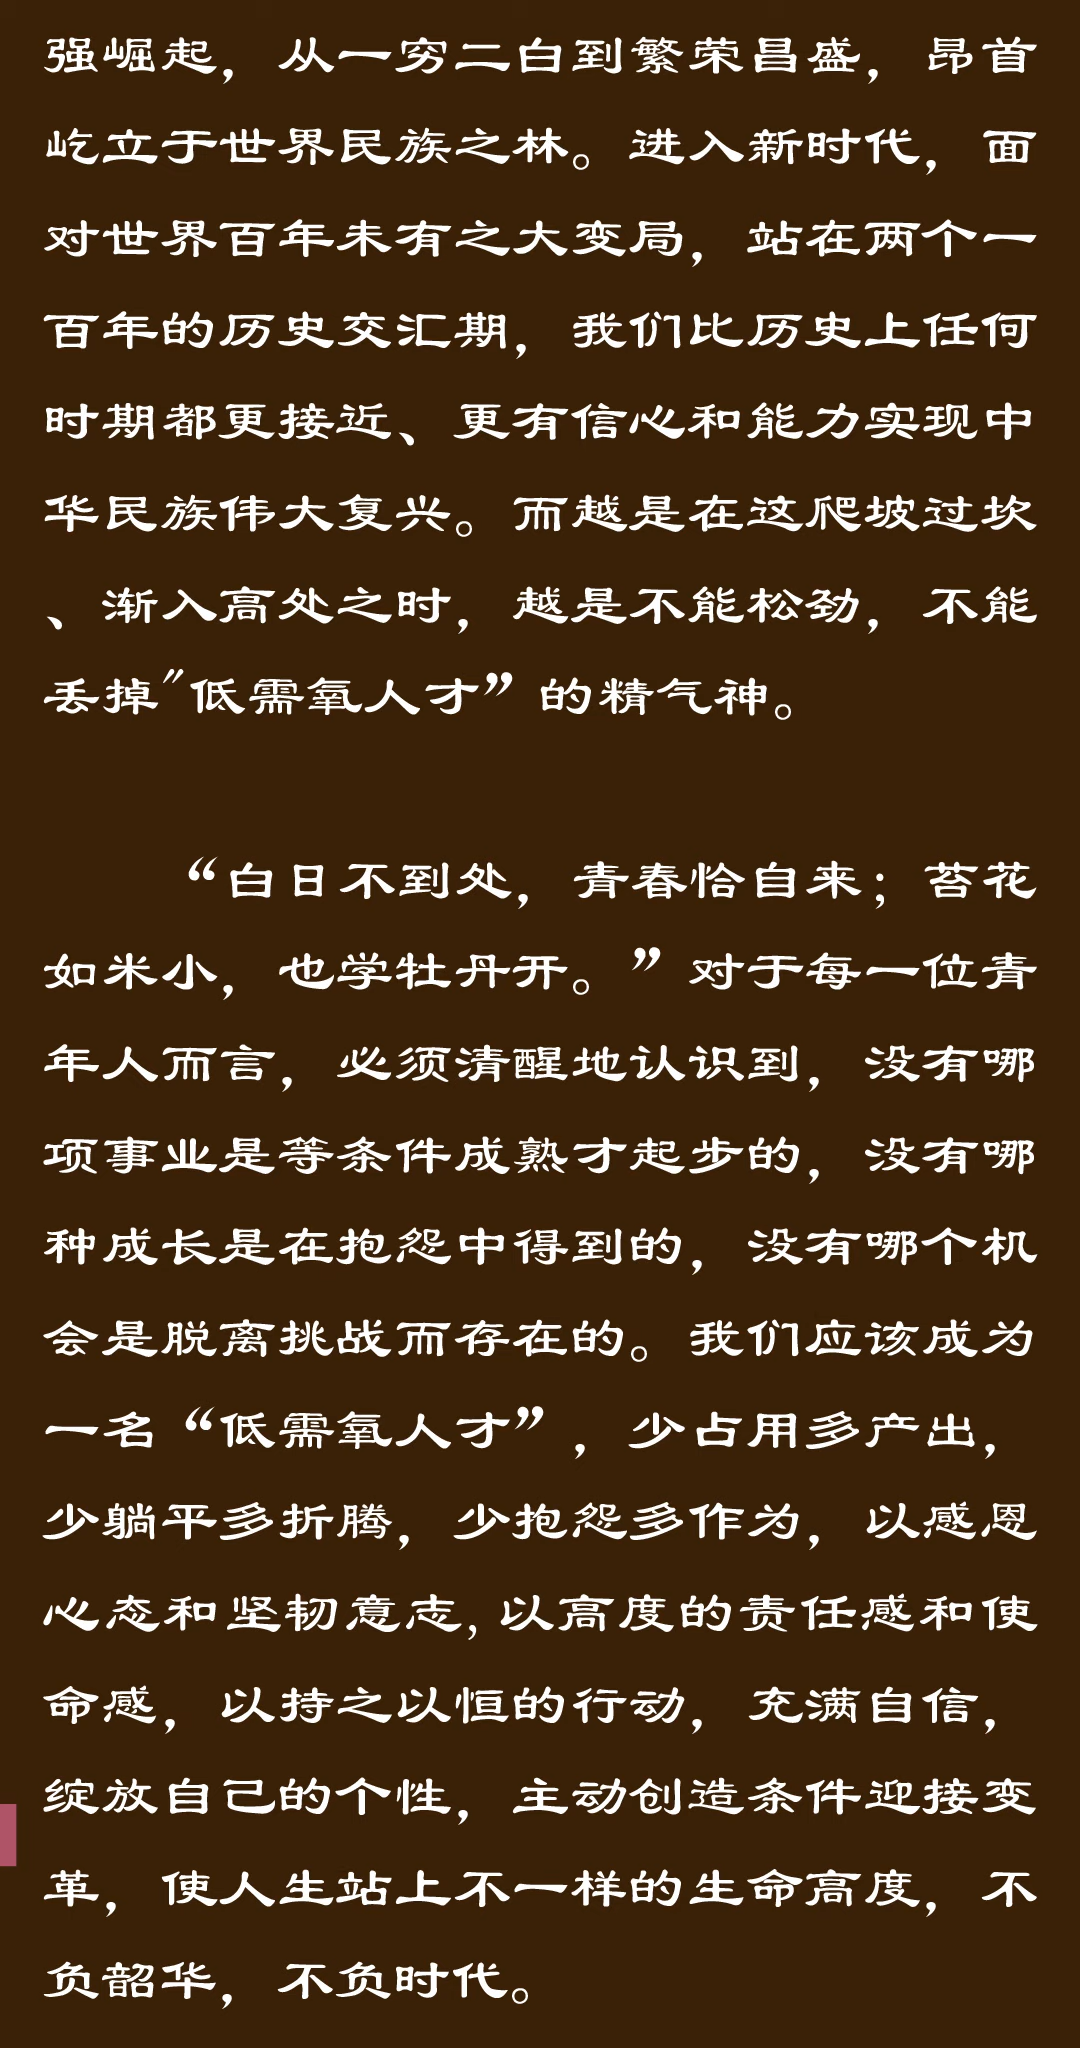 强崛起，从一穷二白到繁荣昌盛，昂首
屹立于世界民族之林。进入新时代，面
对世界百年未有之大变局，站在两个一
百年的历史交汇期，我们比历史上任何
时期都更接近、更有信心和能力实现中
华民族伟大复兴。而越是在这爬坡过坎
、渐入高处之时，越是不能松劲，不能
丢掉"低需氧人才”的精气神。
“白日不到处，青春恰自来；苔花
如米小，也学牡丹开。”对于每一位青
年人而言，必须清醒地认识到，没有哪
项事业是等条件成熟才起步的，没有哪
种成长是在抱怨中得到的，没有哪个机
会是脱离挑战而存在的。我们应该成为
一名“低需氧人才”，少占用多产出，
少躺平多折腾，少抱怨多作为，以感恩
心态和坚韧意志,以高度的责任感和使
命感，以持之以恒的行动，充满自信，
绽放自己的个性，主动创造条件迎接变
革，使人生站上不一样的生命高度，不
负韶华，不负时代。